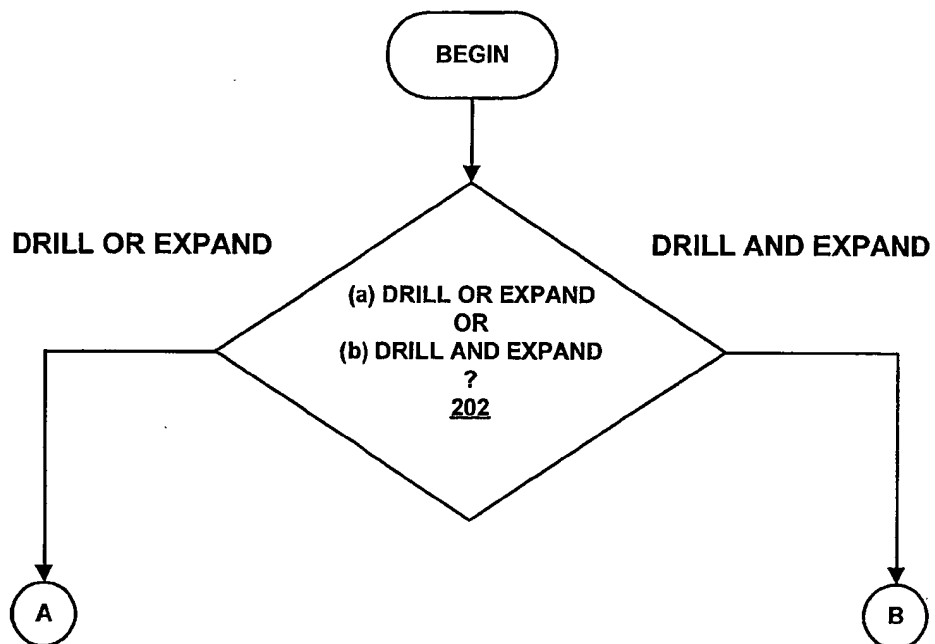 BEGIN
DRILL OR EXPAND
DRILL AND EXPAND
(a) DRILL OR EXPAND
OR
(b) DRILL AND EXPAND
?
202
A
B